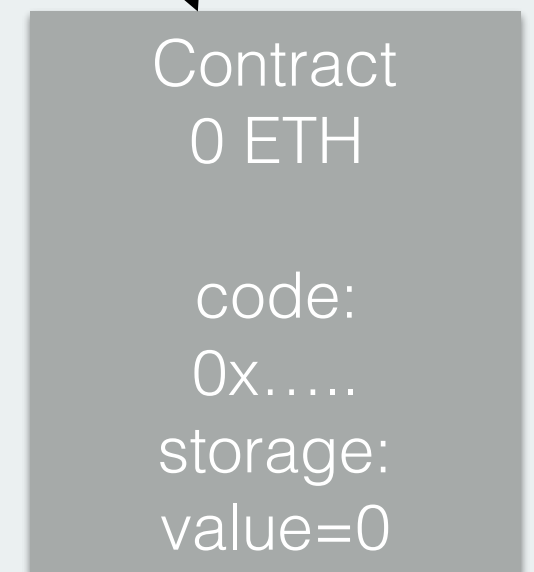 Contract
0 ETH
code:
0x…..
storage:
value=0